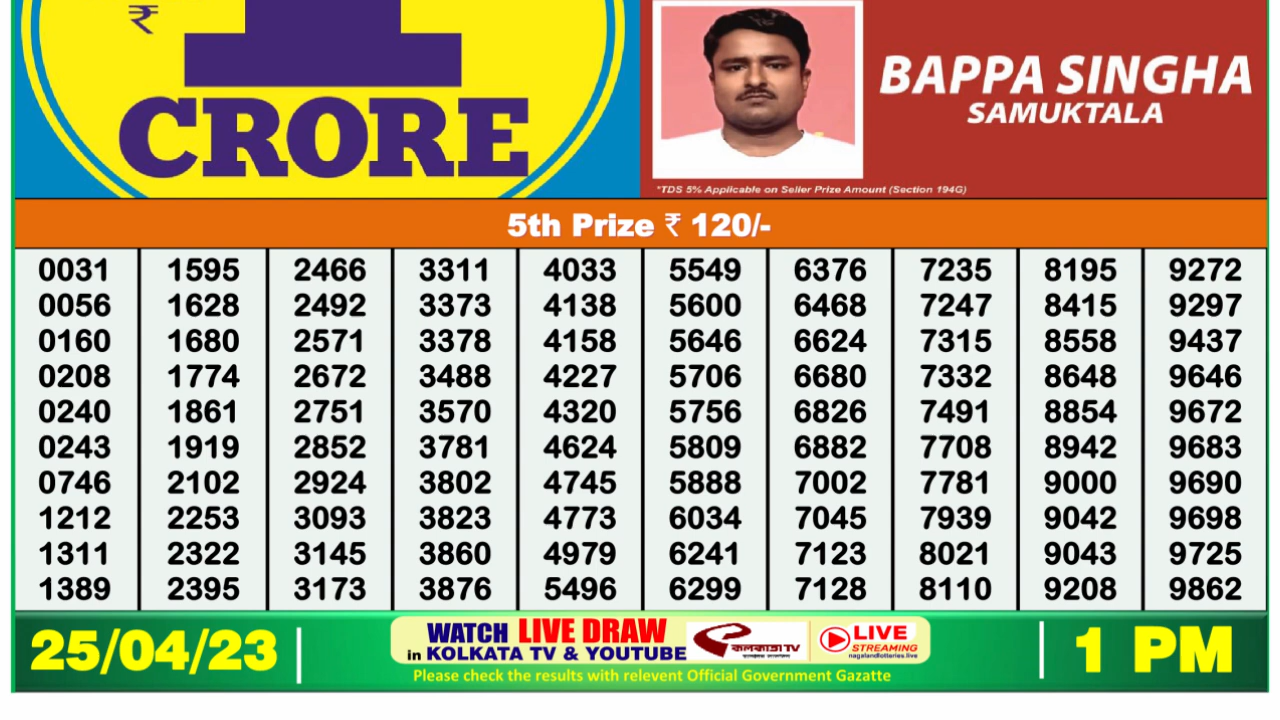 ₹
CRORE
BAPPA SINGHA
SAMUKTALA
*TDS 5% Applicable on Seller Prize Amount (Section 194G)
5th Prize ₹ 120/-
0031 1595 2466 3311 4033 5549 6376 7235 8195 9272
0056 1628 2492 3373 4138 5600 6468 7247 8415 9297
0160 1680 2571 3378 4158 5646 6624 7315 8558 9437
0208 1774 2672 3488 4227 5706 6680 7332 8648 9646
0240 1861 2751 3570 4320 5756 6826 7491 8854 9672
0243 1919 2852 3781 4624 5809 6882 7708 8942 9683
0746 2102 2924 3802 4745 5888 7002 7781 9000 9690
1212 2253 3093 3823 4773 6034 7045 7939 9042 9698
1311 2322 3145 3860 4979 6241 7123 8021 9043 9725
1389 2395 3173 3876 5496 6299 7128 8110 9208 9862
25/04/23
WATCH LIVE DRAW
in KOLKATA TV & YOUTUBE
কলকাতা TV
LIVE
STREAMING
nagalandlotteries.live
Please check the results with relevent Official Government Gazatte
1 PM